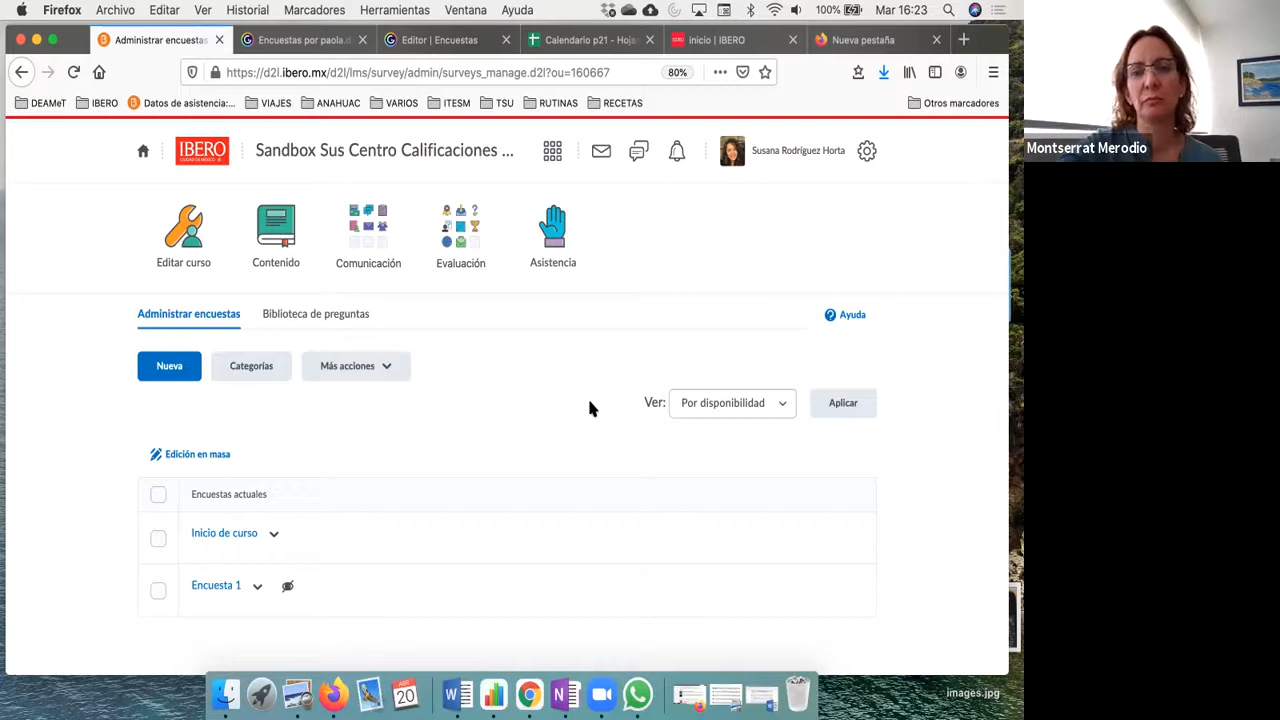 Firefox Archivo Editar Ver Historial Marcadores Herramientas Ventana Ayuda 100% Mar 16:23
Administrar encuestas Encuestas por paola.d Editor | Encuestas Calendario p21 - Hoja inicio | IBERO Nueva pestaña
https://d2l.ibero.mx/d2l/lms/survey/admin/surveys_manage.d2l?ou=160667 80%
DEAMeT IBERO Datos de asistencia:... VIAJES ANAHUAC VARIOS ITESM TSU RUTINAS RECETAS Otros marcadores
IBERO
CIUDAD DE MÉXICO
Sandbox Sus Centro Calificaciones ... Susana Rodríguez Horta
Montserrat Merodio
Editar curso Contenido Comunicación Evaluación Asistencia
Administrar encuestas Biblioteca de preguntas Ayuda
Nueva Categorías Más acciones
Ver: Por disponibilidad Aplicar
Edición en masa
Encuestas actuales
Inicio de curso
Encuesta 1
20
images.jpg